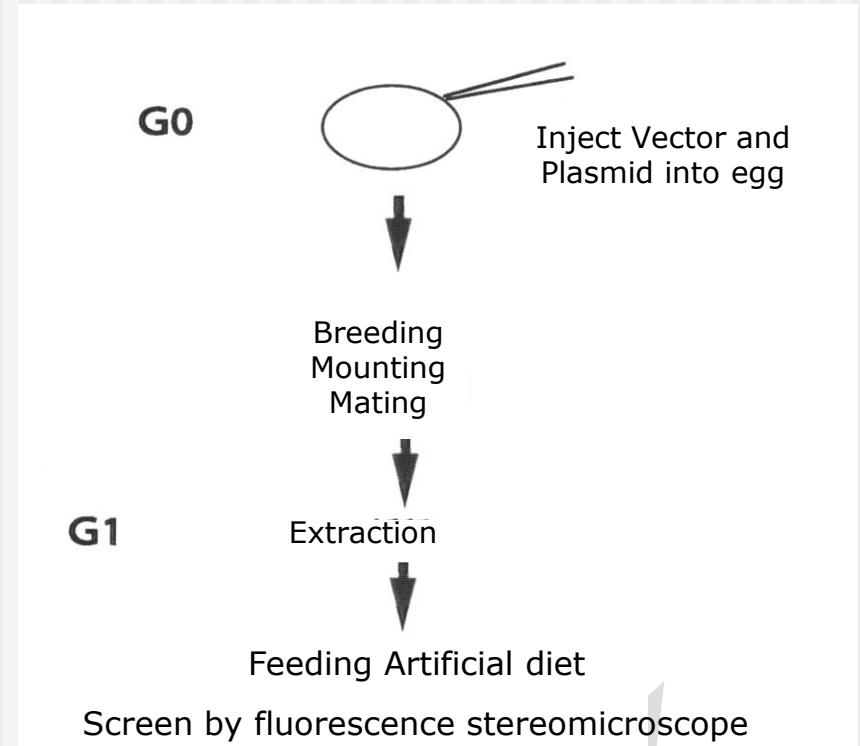 G0
Inject Vector and
Plasmid into egg
Breeding
Mounting
Mating
G1
Extraction
Feeding Artificial diet
Screen by fluorescence stereomicroscope